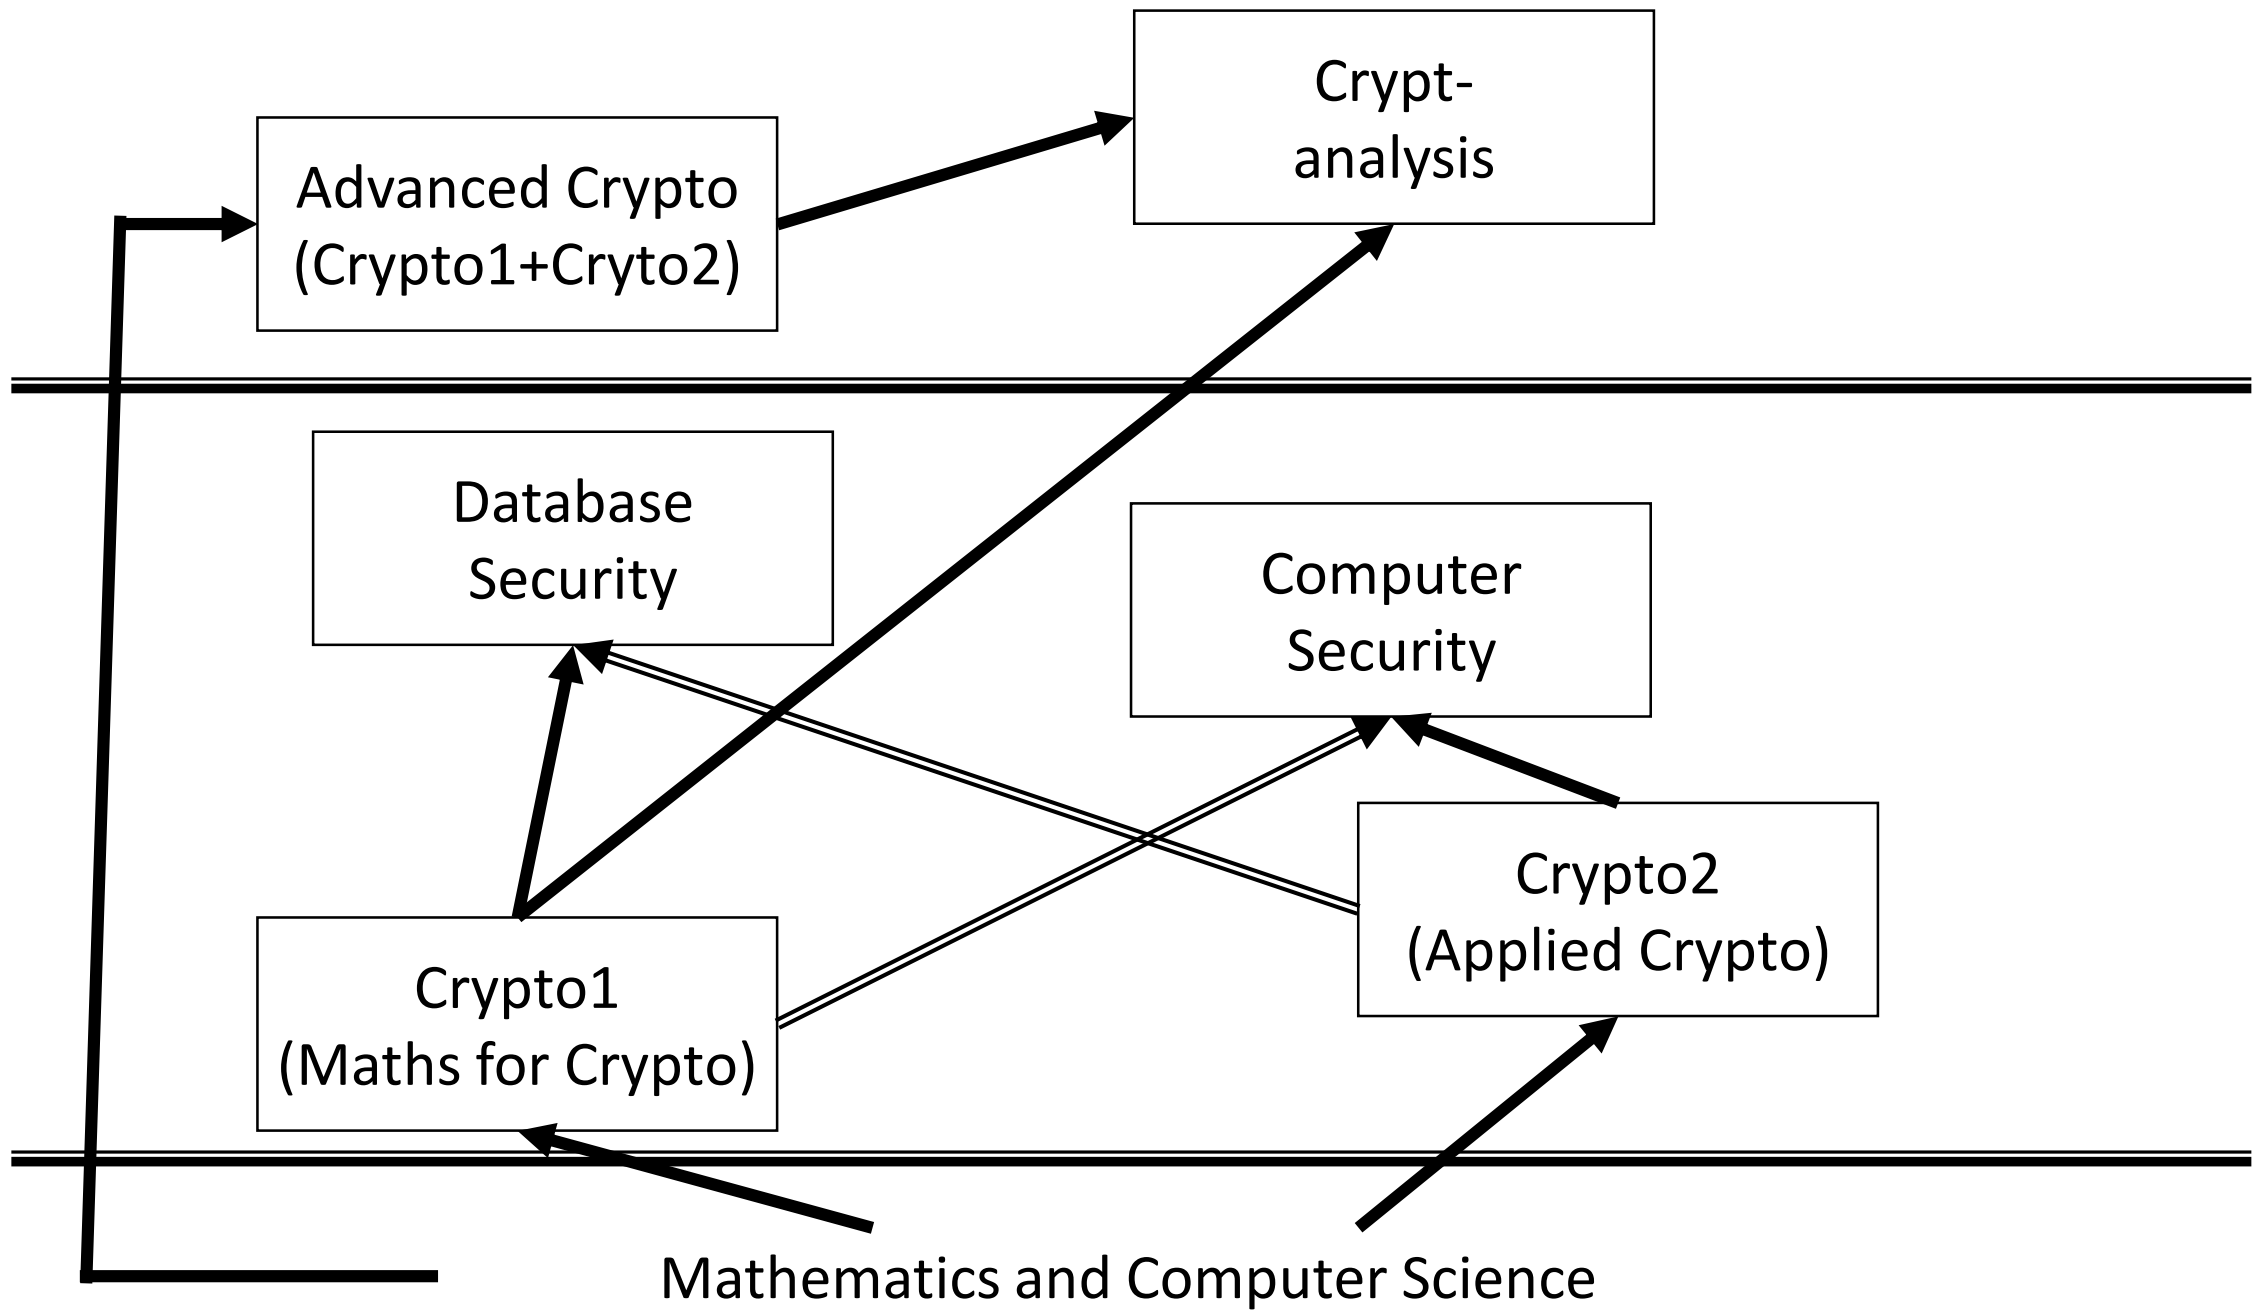 Crypt-
analysis
Advanced Crypto
(Crypto1+Cryto2)
Database
Security
Computer
Security
Crypto2
(Applied Crypto)
Crypto1
(Maths for Crypto)
Mathematics and Computer Science